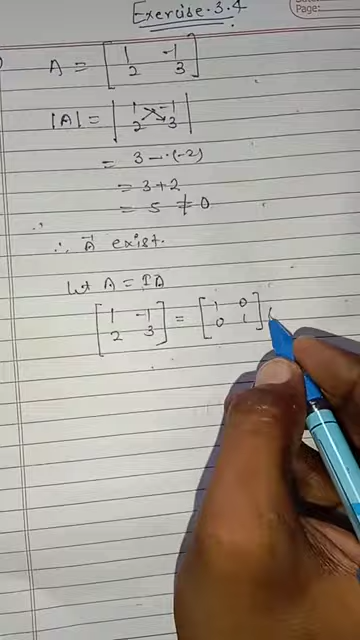 Exercise.3.4
Page:
A = [1 -1
2 3]
|A| = |1 -1
2 3|
= 3 - (-2)
= 3 + 2
= 5 ≠ 0
∴
∴ A⁻¹ exist.
Let A = IA
[1 -1
2 3] = [1 0
0 1]